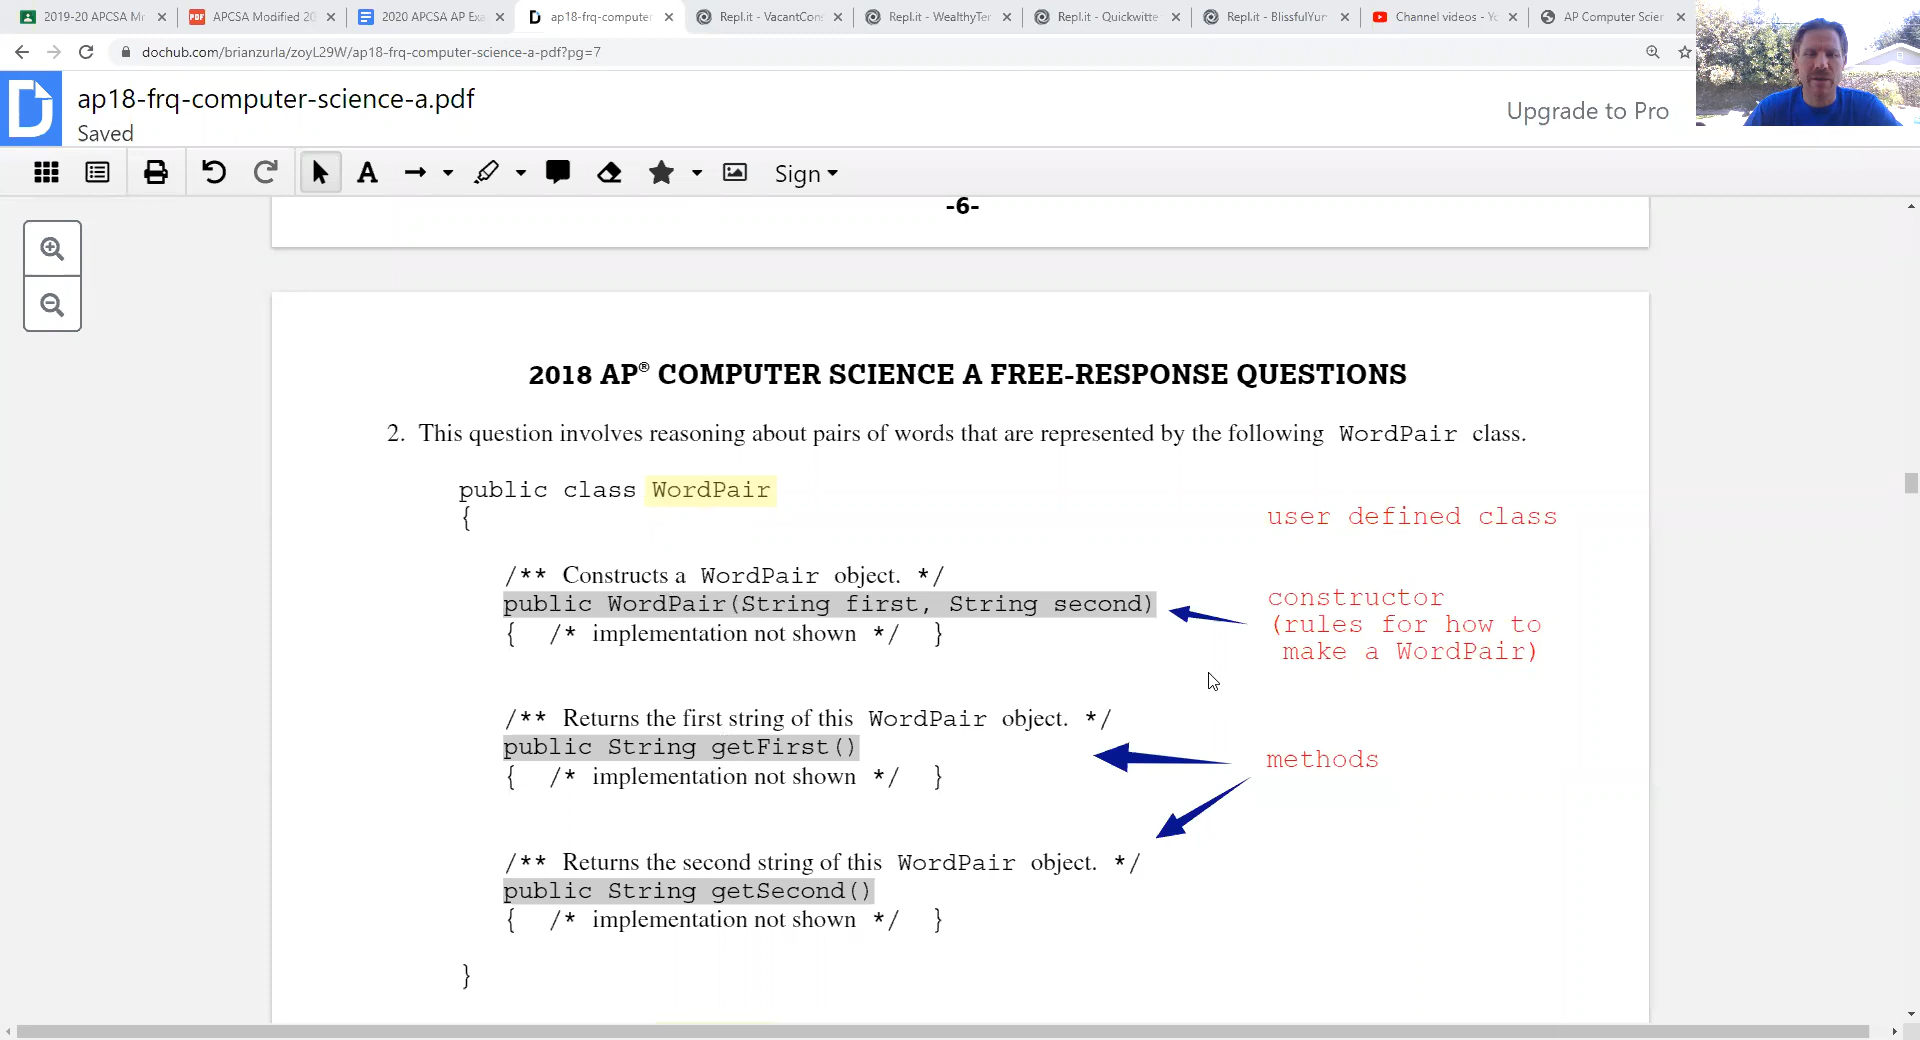 2019-20 APCSA Mr
APCSA Modified 20
2020 APCSA AP Exa
ap18-frq-computer
Repl.it - VacantCons
Repl.it - WealthyTer
Repl.it - Quickwitte
Repl.it - BlissfulYum
Channel videos - Yo
AP Computer Scien
dochub.com/brianzurla/zoyL29W/ap18-frq-computer-science-a-pdf?pg=7
ap18-frq-computer-science-a.pdf
Saved
Upgrade to Pro
Sign
-6-
2018 AP® COMPUTER SCIENCE A FREE-RESPONSE QUESTIONS
2. This question involves reasoning about pairs of words that are represented by the following WordPair class.
public class WordPair
{
user defined class
/** Constructs a WordPair object. */
public WordPair(String first, String second)
{ /* implementation not shown */ }
constructor
(rules for how to
make a WordPair)
/** Returns the first string of this WordPair object. */
public String getFirst()
{ /* implementation not shown */ }
methods
/** Returns the second string of this WordPair object. */
public String getSecond()
{ /* implementation not shown */ }
}